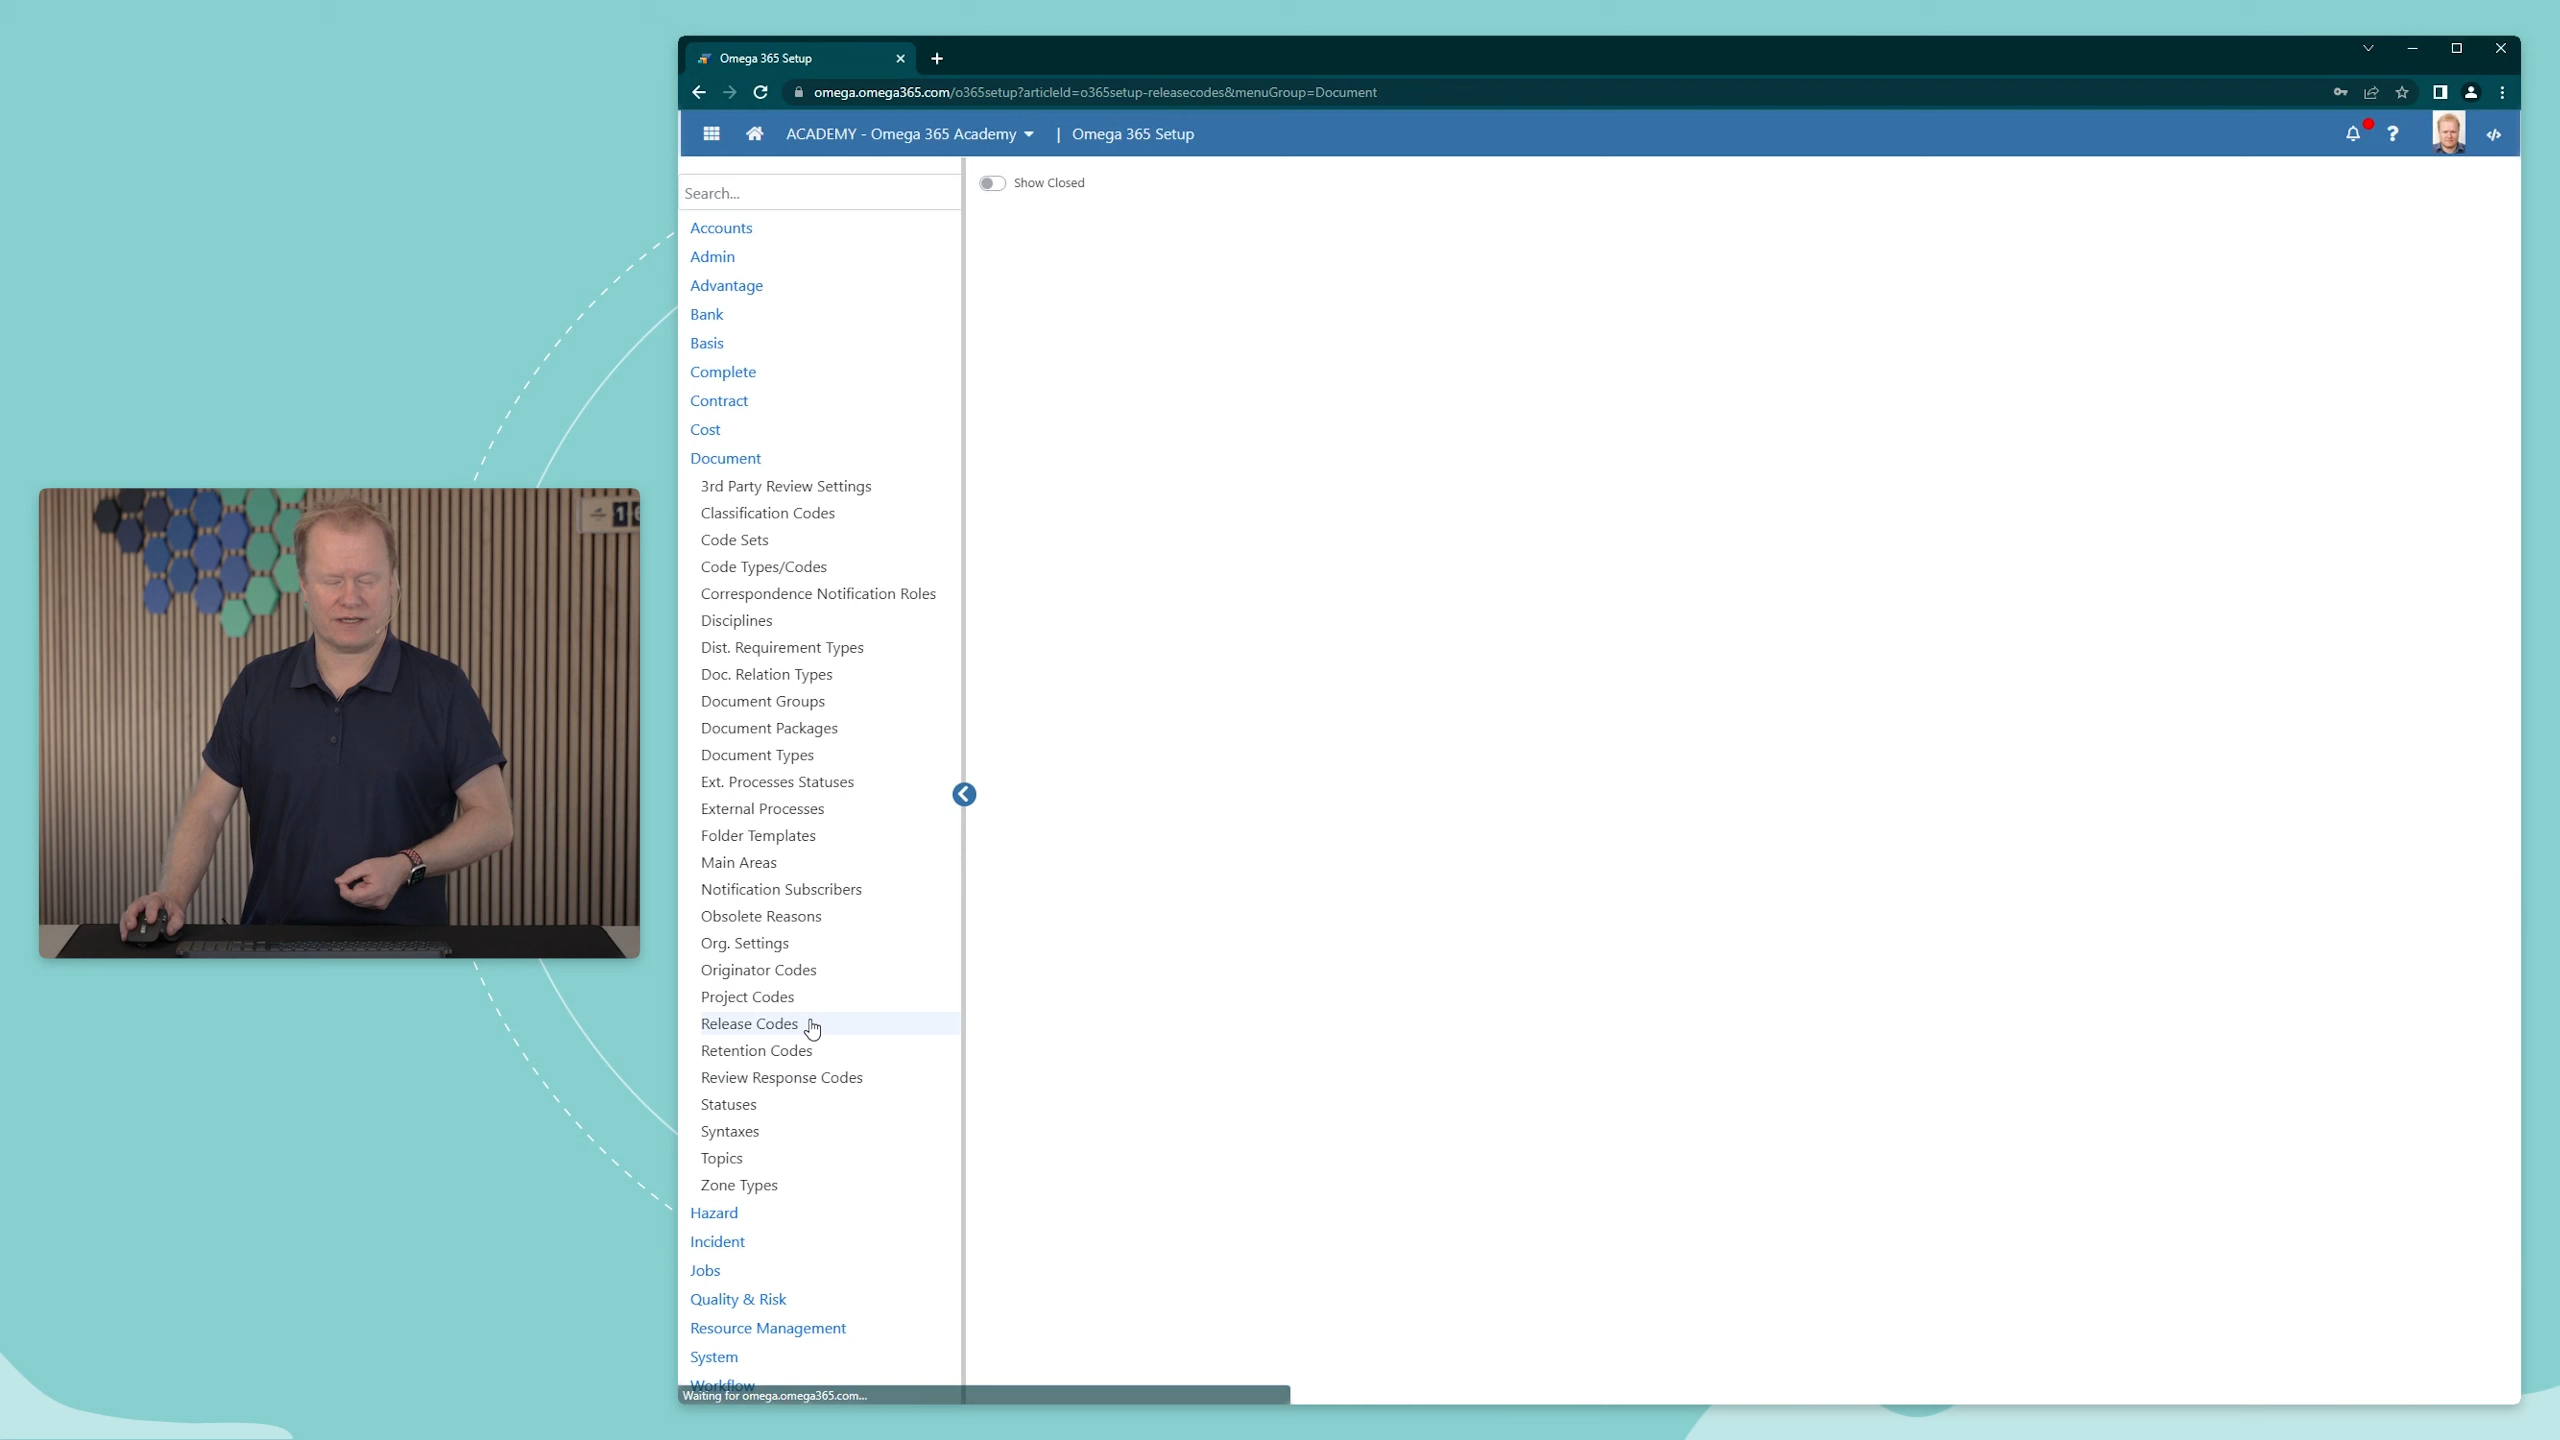 Omega 365 Setup
omega.omega365.com/o365setup?articleId=o365setup-releasecodes&menuGroup=Document
ACADEMY - Omega 365 Academy | Omega 365 Setup
Search...
Show Closed
Accounts
Admin
Advantage
Bank
Basis
Complete
Contract
Cost
Document
3rd Party Review Settings
Classification Codes
Code Sets
Code Types/Codes
Correspondence Notification Roles
Disciplines
Dist. Requirement Types
Doc. Relation Types
Document Groups
Document Packages
Document Types
Ext. Processes Statuses
External Processes
Folder Templates
Main Areas
Notification Subscribers
Obsolete Reasons
Org. Settings
Originator Codes
Project Codes
Release Codes
Retention Codes
Review Response Codes
Statuses
Syntaxes
Topics
Zone Types
Hazard
Incident
Jobs
Quality & Risk
Resource Management
System
Workflow
Waiting for omega.omega365.com...